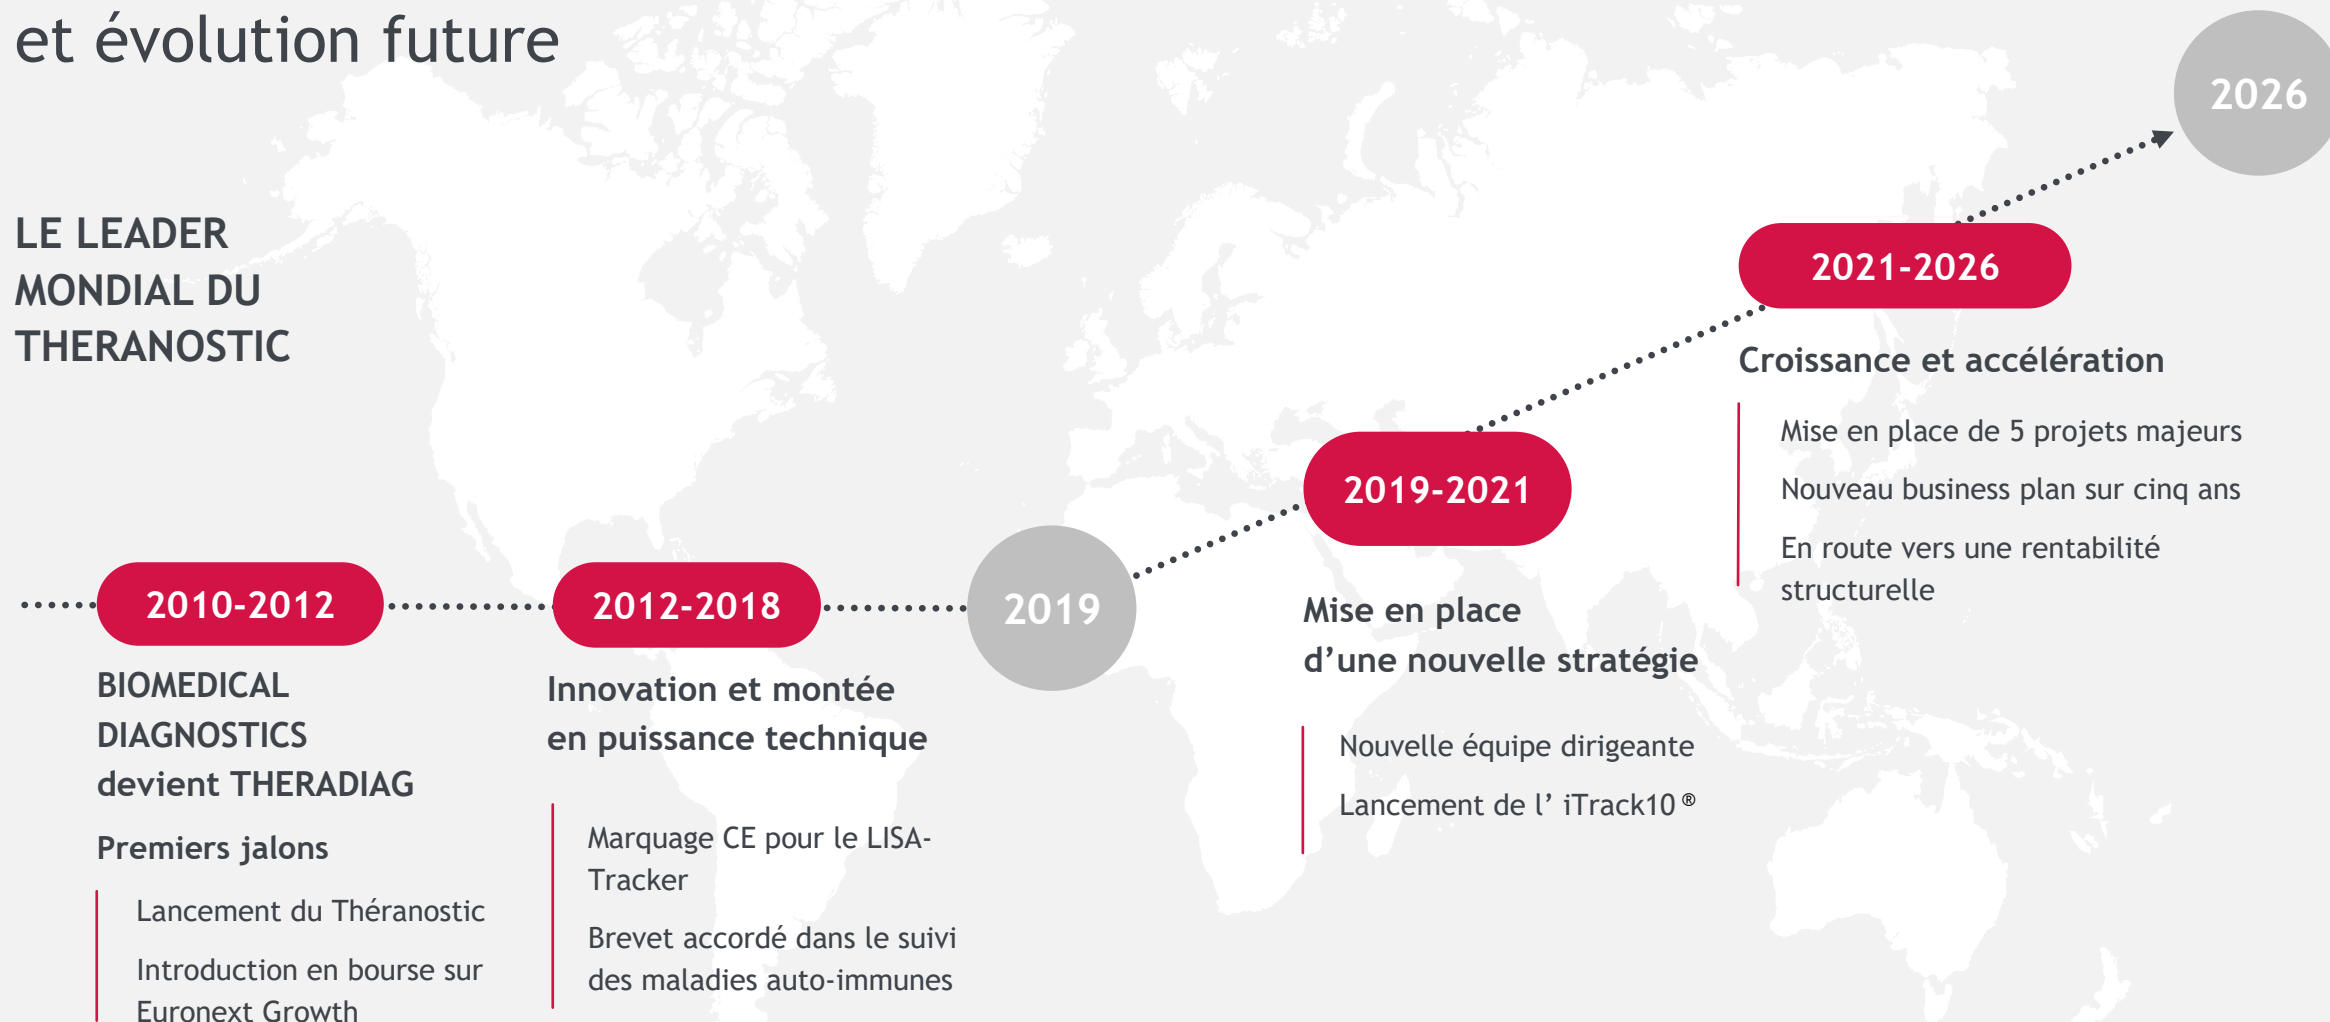 et évolution future
LE LEADER
MONDIAL DU
THERANOSTIC
2010-2012
BIOMEDICAL
DIAGNOSTICS
devient THERADIAG
Premiers jalons
Lancement du Théranostic
Introduction en bourse sur
Euronext Growth
2012-2018
Innovation et montée
en puissance technique
Marquage CE pour le LISA-
Tracker
Brevet accordé dans le suivi
des maladies auto-immunes
2019
2019-2021
Mise en place
d’une nouvelle stratégie
Nouvelle équipe dirigeante
Lancement de l’ iTrack10 ®
2021-2026
Croissance et accélération
Mise en place de 5 projets majeurs
Nouveau business plan sur cinq ans
En route vers une rentabilité
structurelle
2026